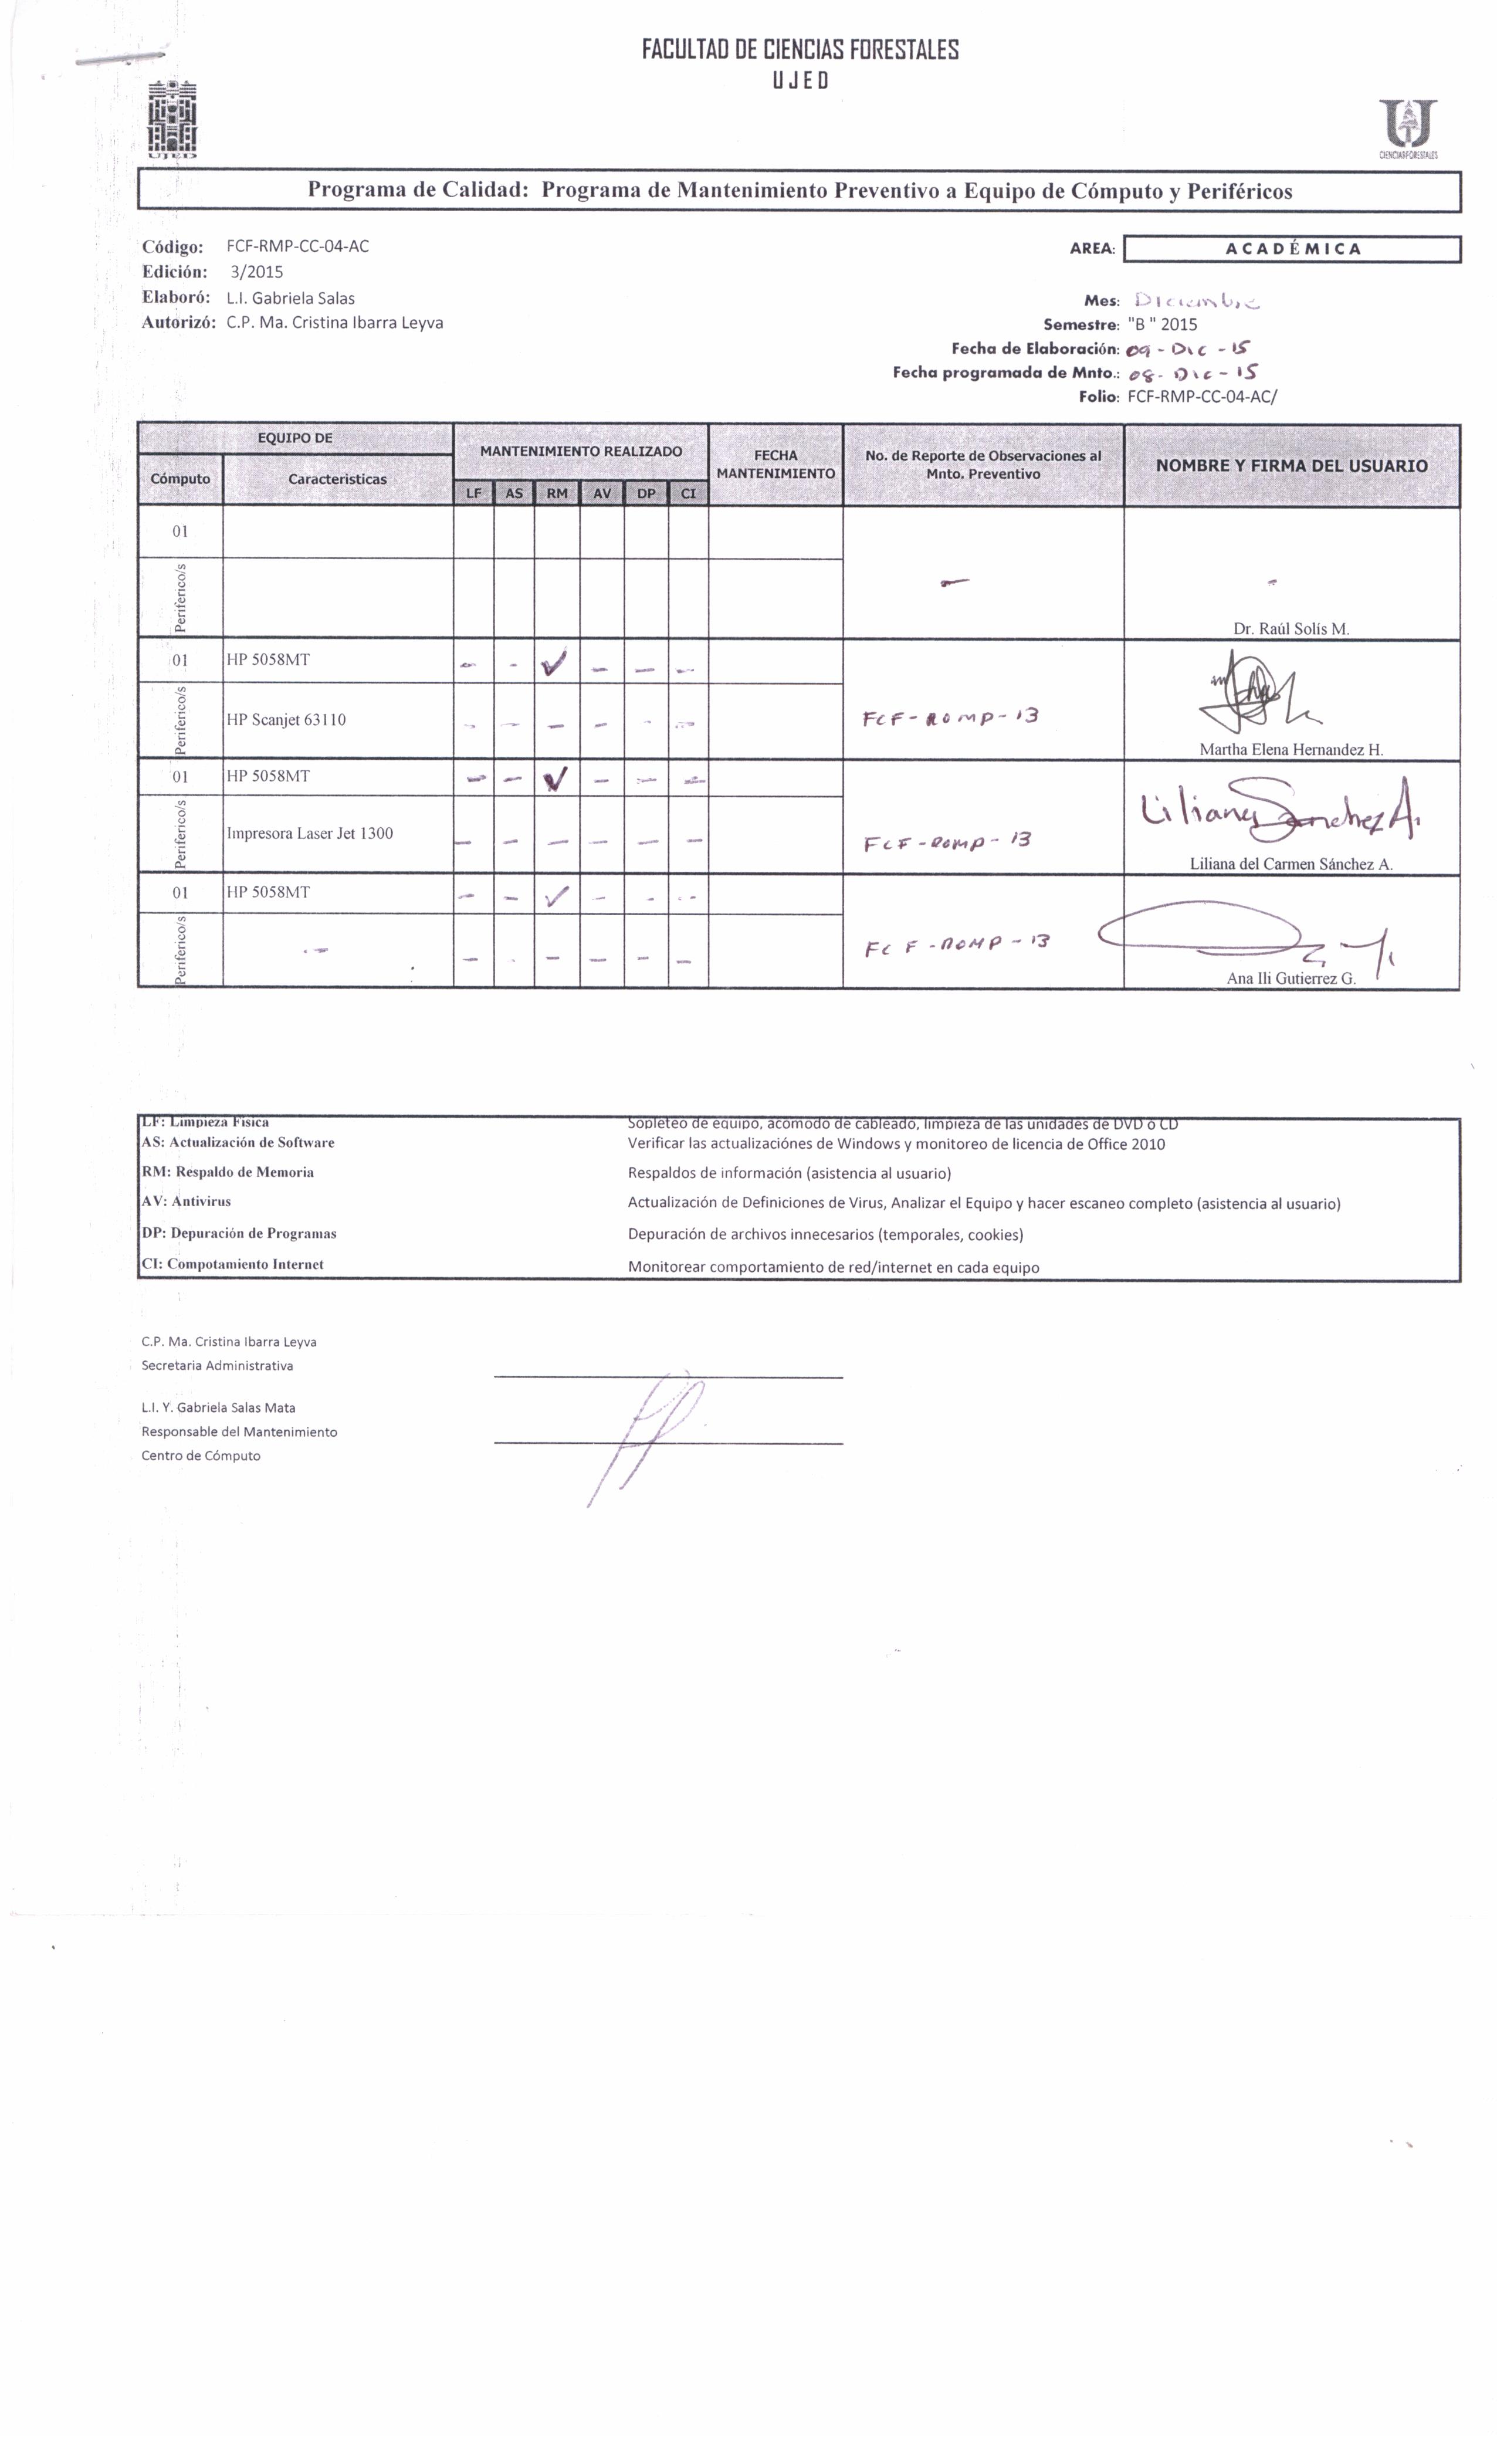 FACULTAD DE CIENCIAS FORESTALES
UJED
UJED
CIENCIAS FORESTALES
Programa de Calidad: Programa de Mantenimiento Preventivo a Equipo de Cómputo y Periféricos
Código: FCF-RMP-CC-04-AC
AREA: ACADÉMICA
Edición: 3/2015
Elaboró: L.I. Gabriela Salas
Mes: Diciembre
Autorizó: C.P. Ma. Cristina Ibarra Leyva
Semestre: "B " 2015
Fecha de Elaboración: 09 - Dic - 15
Fecha programada de Mnto.: 08 - Dic - 15
Folio: FCF-RMP-CC-04-AC/
EQUIPO DE
MANTENIMIENTO REALIZADO
FECHA MANTENIMIENTO
No. de Reporte de Observaciones al Mnto. Preventivo
NOMBRE Y FIRMA DEL USUARIO
Cómputo Caracteristicas
LF AS RM AV DP CI
01
Periferico/s
— -
Dr. Raúl Solís M.
01 HP 5058MT - - ✓ - - -
Periferico/s HP Scanjet 63110 - - - - - - FCF-ROMP-13
Martha Elena Hernandez H.
01 HP 5058MT - - ✓ - - -
Liliana Sanchez A.
Periferico/s Impresora Laser Jet 1300 - - - - - - FCF-ROMP-13
Liliana del Carmen Sánchez A.
01 HP 5058MT - - ✓ - - -
Periferico/s - - - - - - - FCF-ROMP-13
Ana Ili Gutierrez G.
LF: Limpieza Física Sopleteo de equipo, acomodo de cableado, limpieza de las unidades de DVD o CD
AS: Actualización de Software Verificar las actualizaciónes de Windows y monitoreo de licencia de Office 2010
RM: Respaldo de Memoria Respaldos de información (asistencia al usuario)
AV: Antivirus Actualización de Definiciones de Virus, Analizar el Equipo y hacer escaneo completo (asistencia al usuario)
DP: Depuración de Programas Depuración de archivos innecesarios (temporales, cookies)
CI: Compotamiento Internet Monitorear comportamiento de red/internet en cada equipo
C.P. Ma. Cristina Ibarra Leyva
Secretaria Administrativa
L.I. Y. Gabriela Salas Mata
Responsable del Mantenimiento
Centro de Cómputo